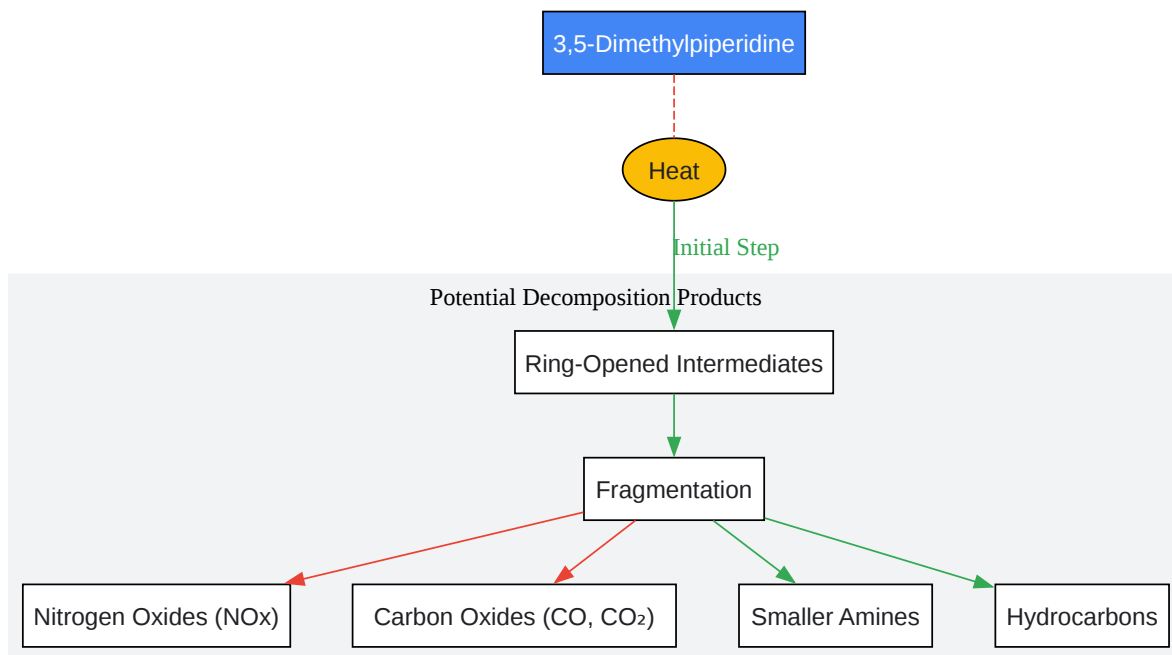 3,5-Dimethylpiperidine
Heat
Initial Step
Potential Decomposition Products
Ring-Opened Intermediates
Fragmentation
Nitrogen Oxides (NOx)
Carbon Oxides (CO, CO₂)
Smaller Amines
Hydrocarbons